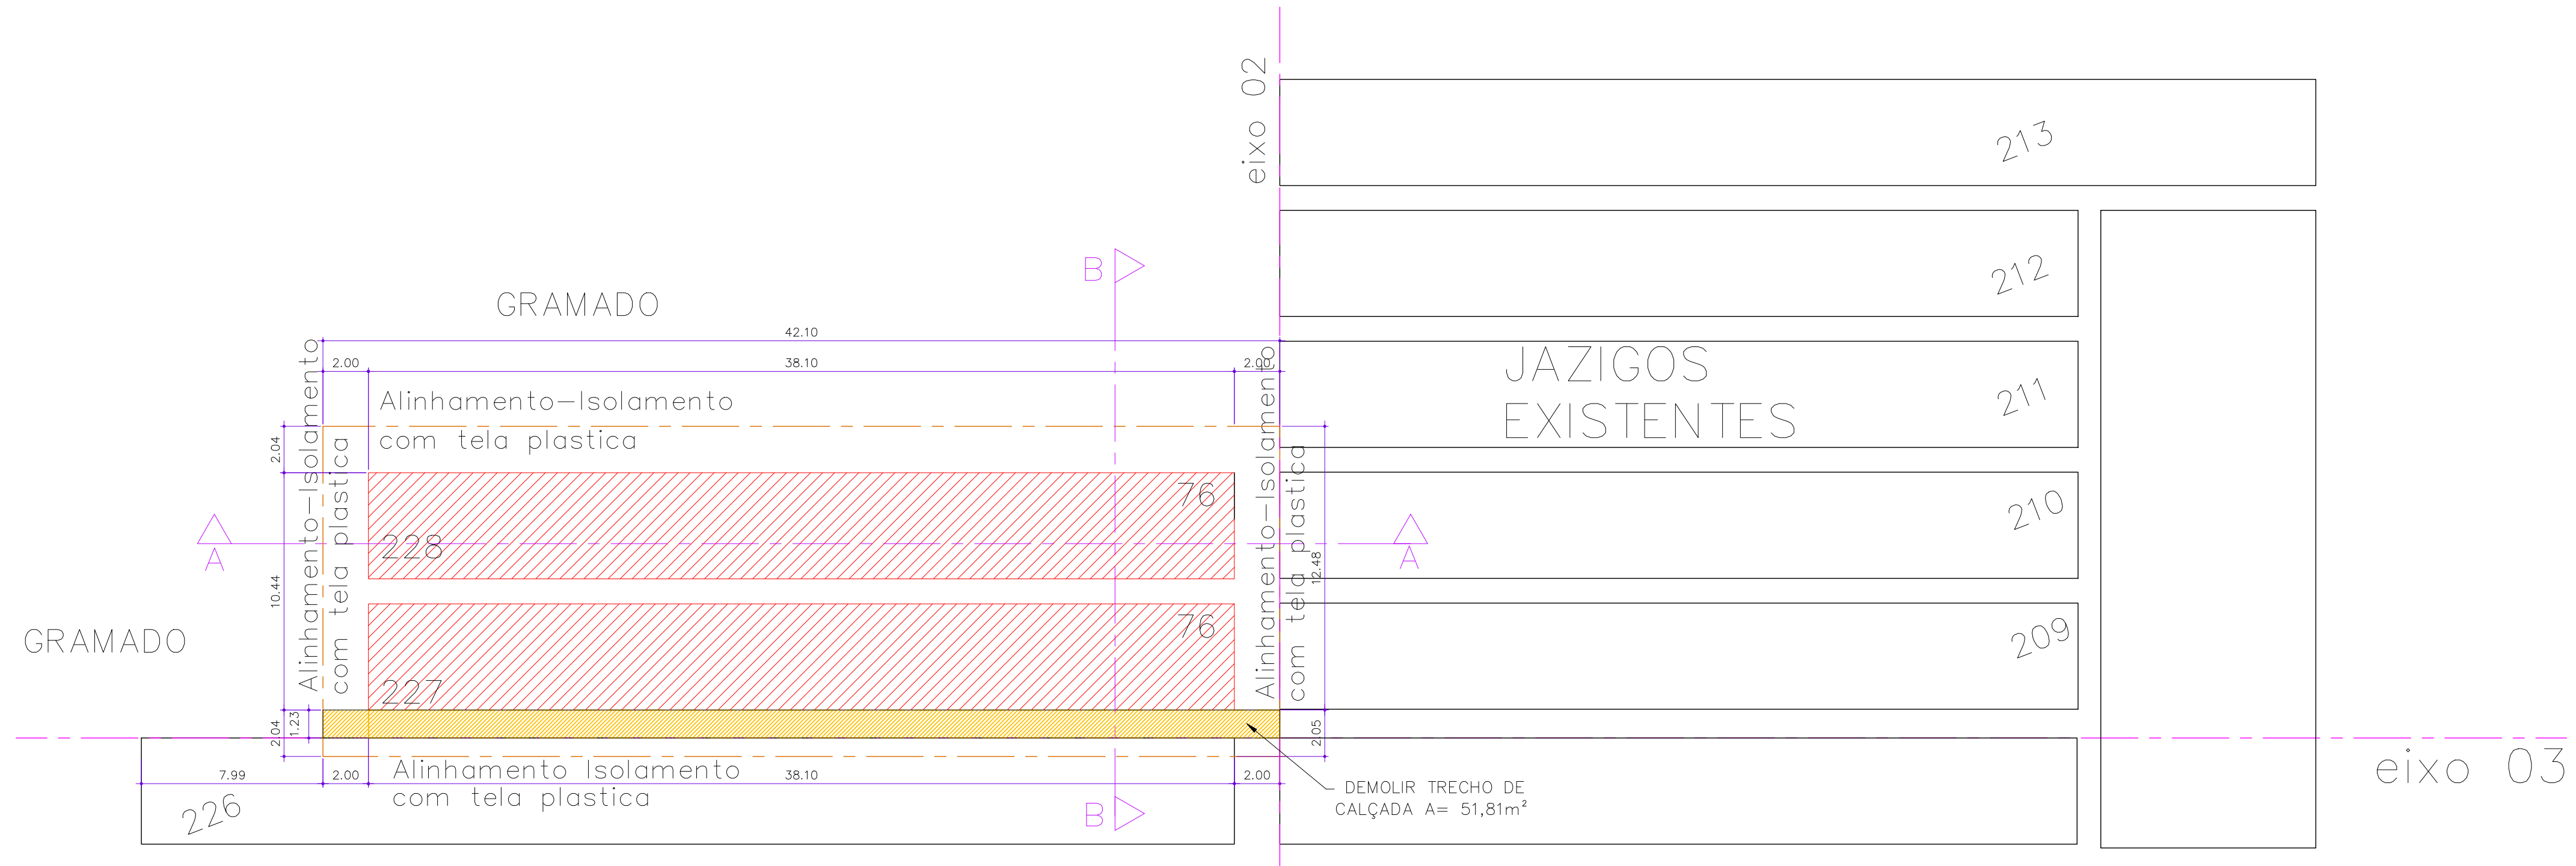 eixo 02
213
212
B
GRAMADO
42.10
2.00
38.10
2.00
JAZIGOS
EXISTENTES
211
Alinhamento-Isolamento
com tela plastica
Alinhamento-Isolamento
com tela plastica
Alinhamento-Isolamento
com tela plastica
2.04
76
228
210
A
A
10.44
12.48
76
227
209
GRAMADO
2.04
1.23
2.05
eixo 03
7.99
2.00
Alinhamento Isolamento
com tela plastica
38.10
2.00
226
B
DEMOLIR TRECHO DE
CALÇADA A= 51,81m²